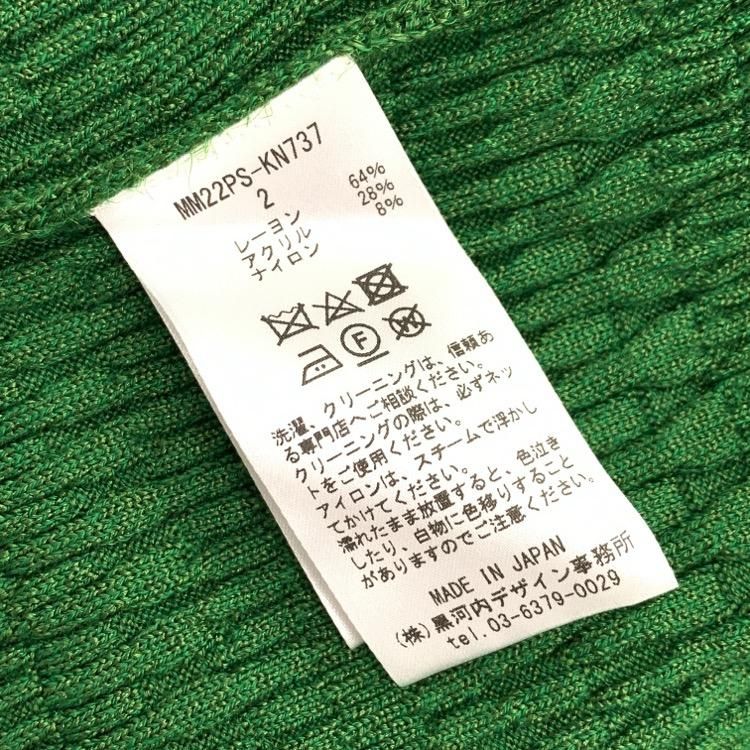 MM22PS-KN737
2
レーヨン 64%
アクリル 28%
ナイロン 8%
F
W
洗濯、クリーニングは、信頼あ
る専門店へご相談ください。
クリーニングの際は、必ずネッ
トをご使用ください。
アイロンは、スチームで浮かし
てかけてください。
濡れたまま放置すると、色泣き
したり、白物に色移りすること
がありますのでご注意ください。
MADE IN JAPAN
(株)黒河内デザイン事務所
tel.03-6379-0029